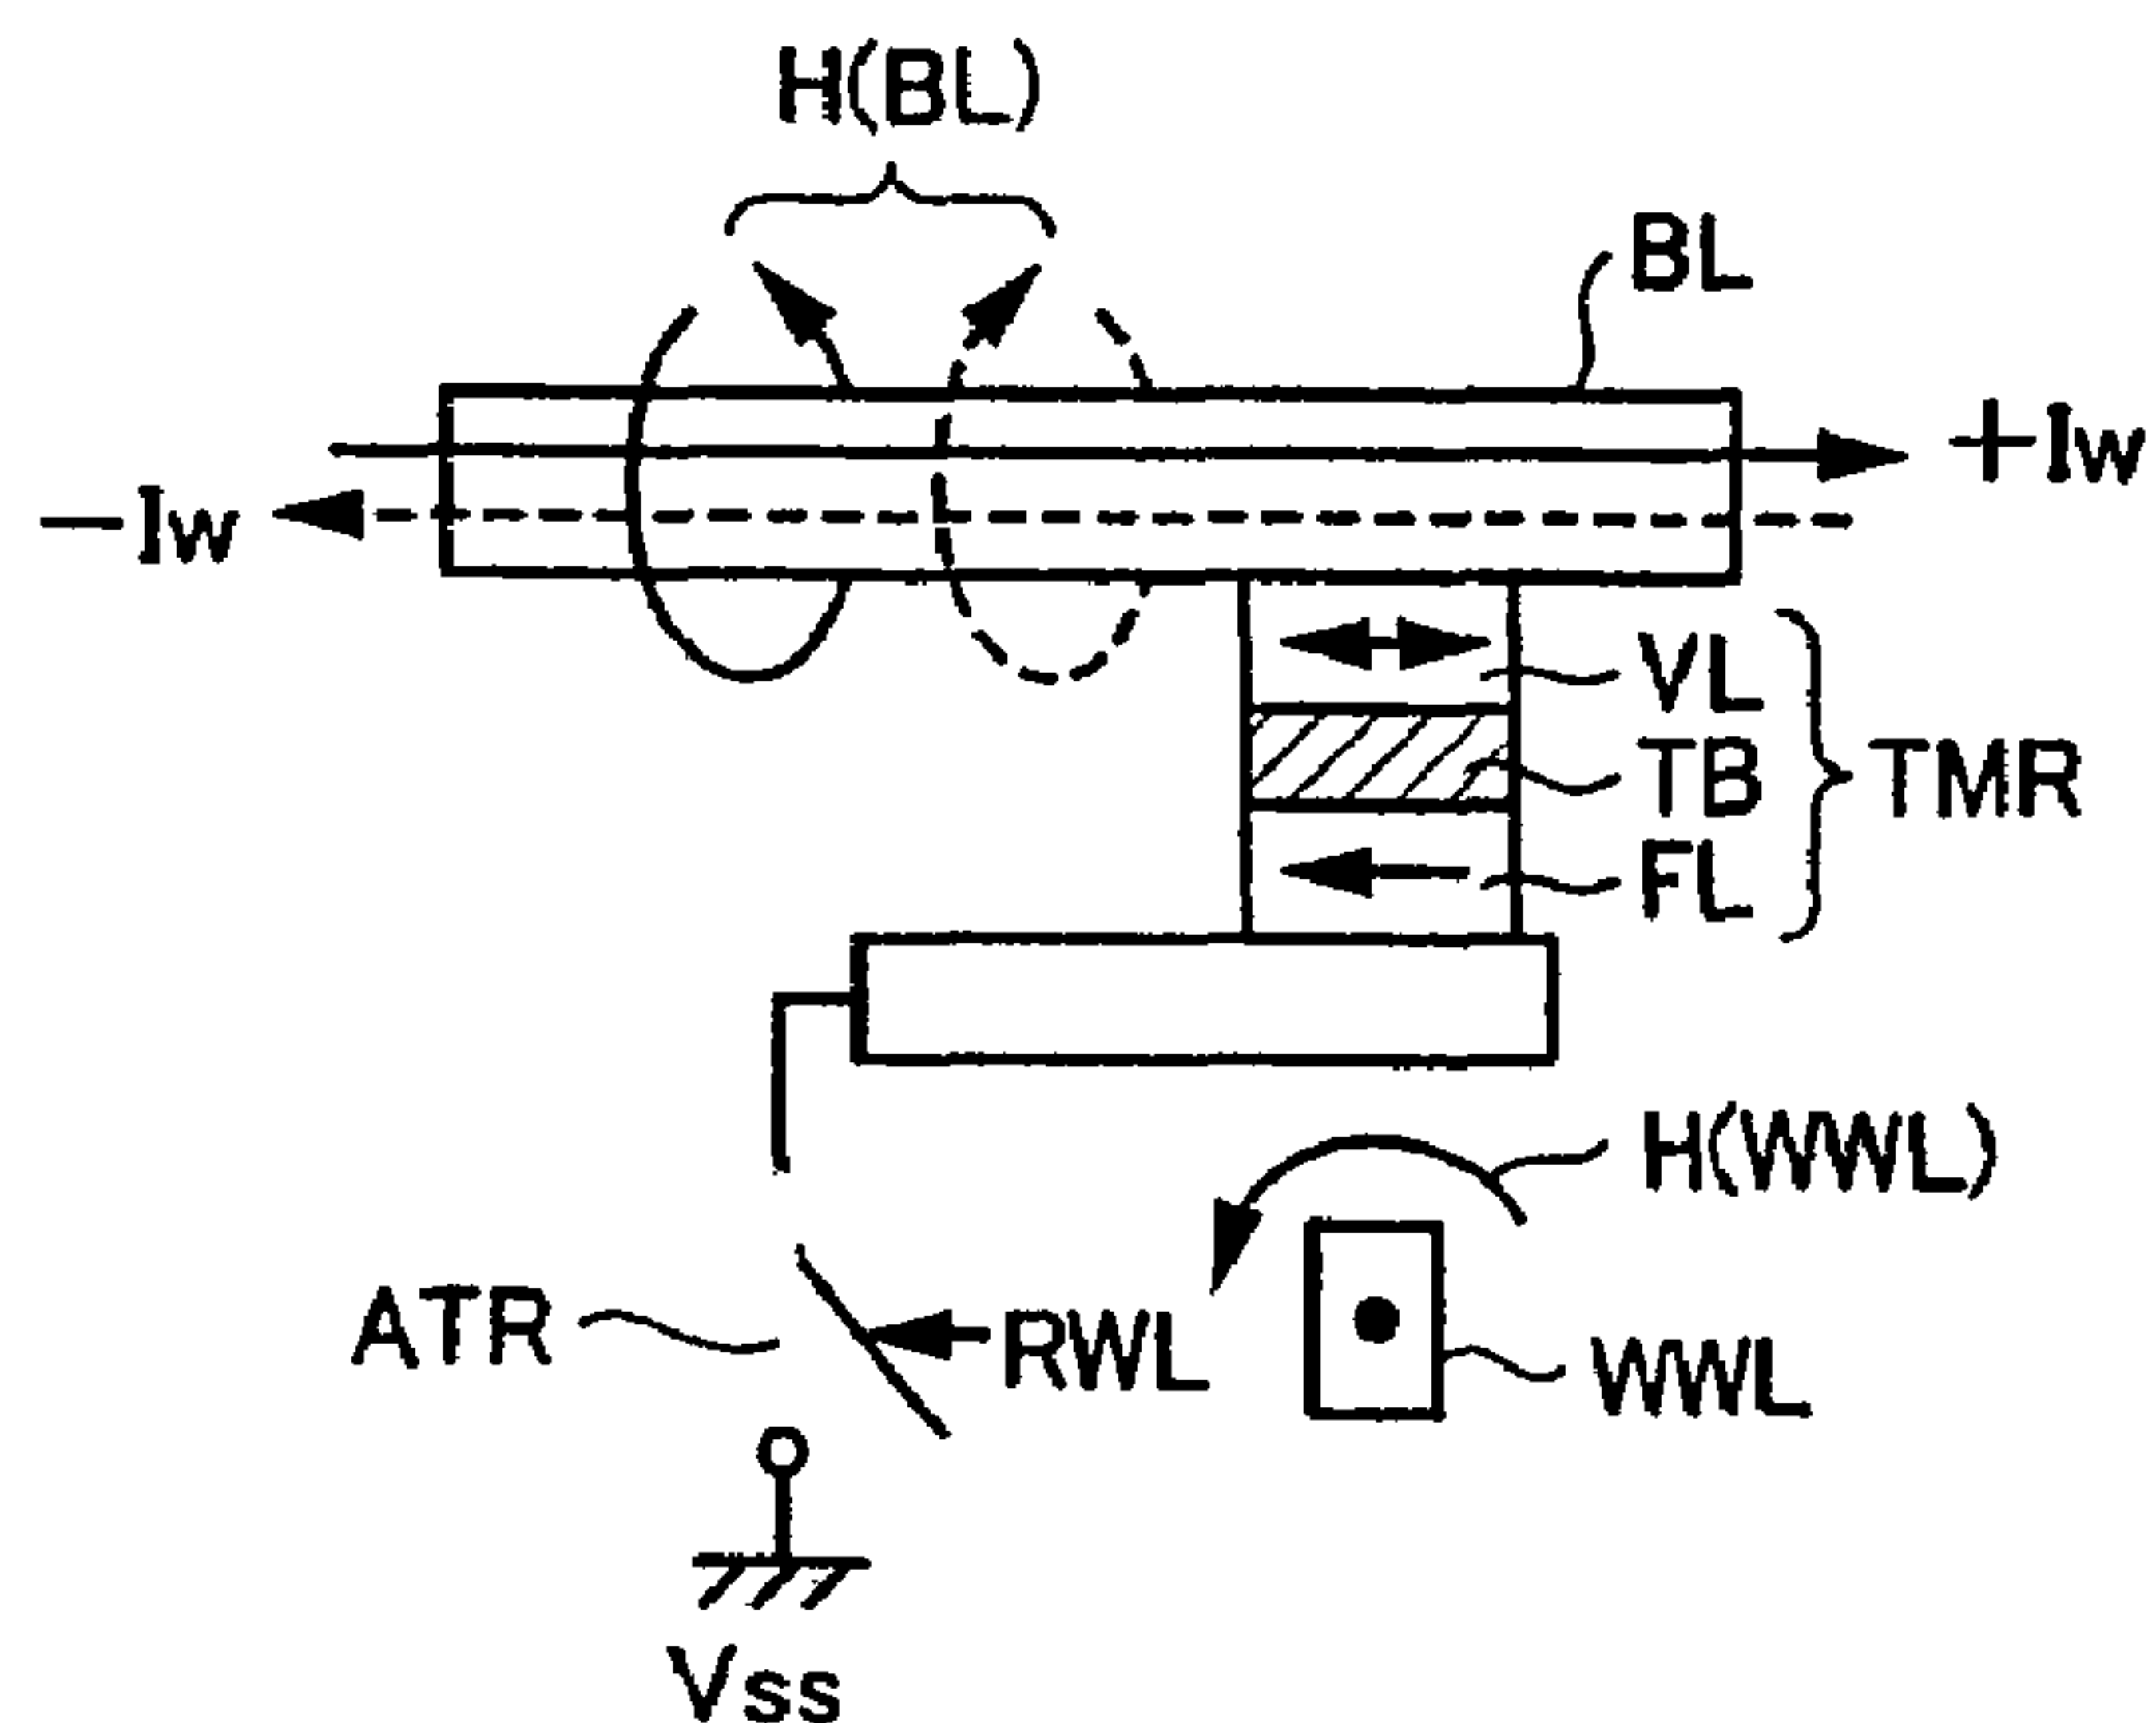 H(BL)
BL
+Iw
−Iw
VL
TB
TMR
FL
H(WWL)
ATR
RWL
WWL
Vss